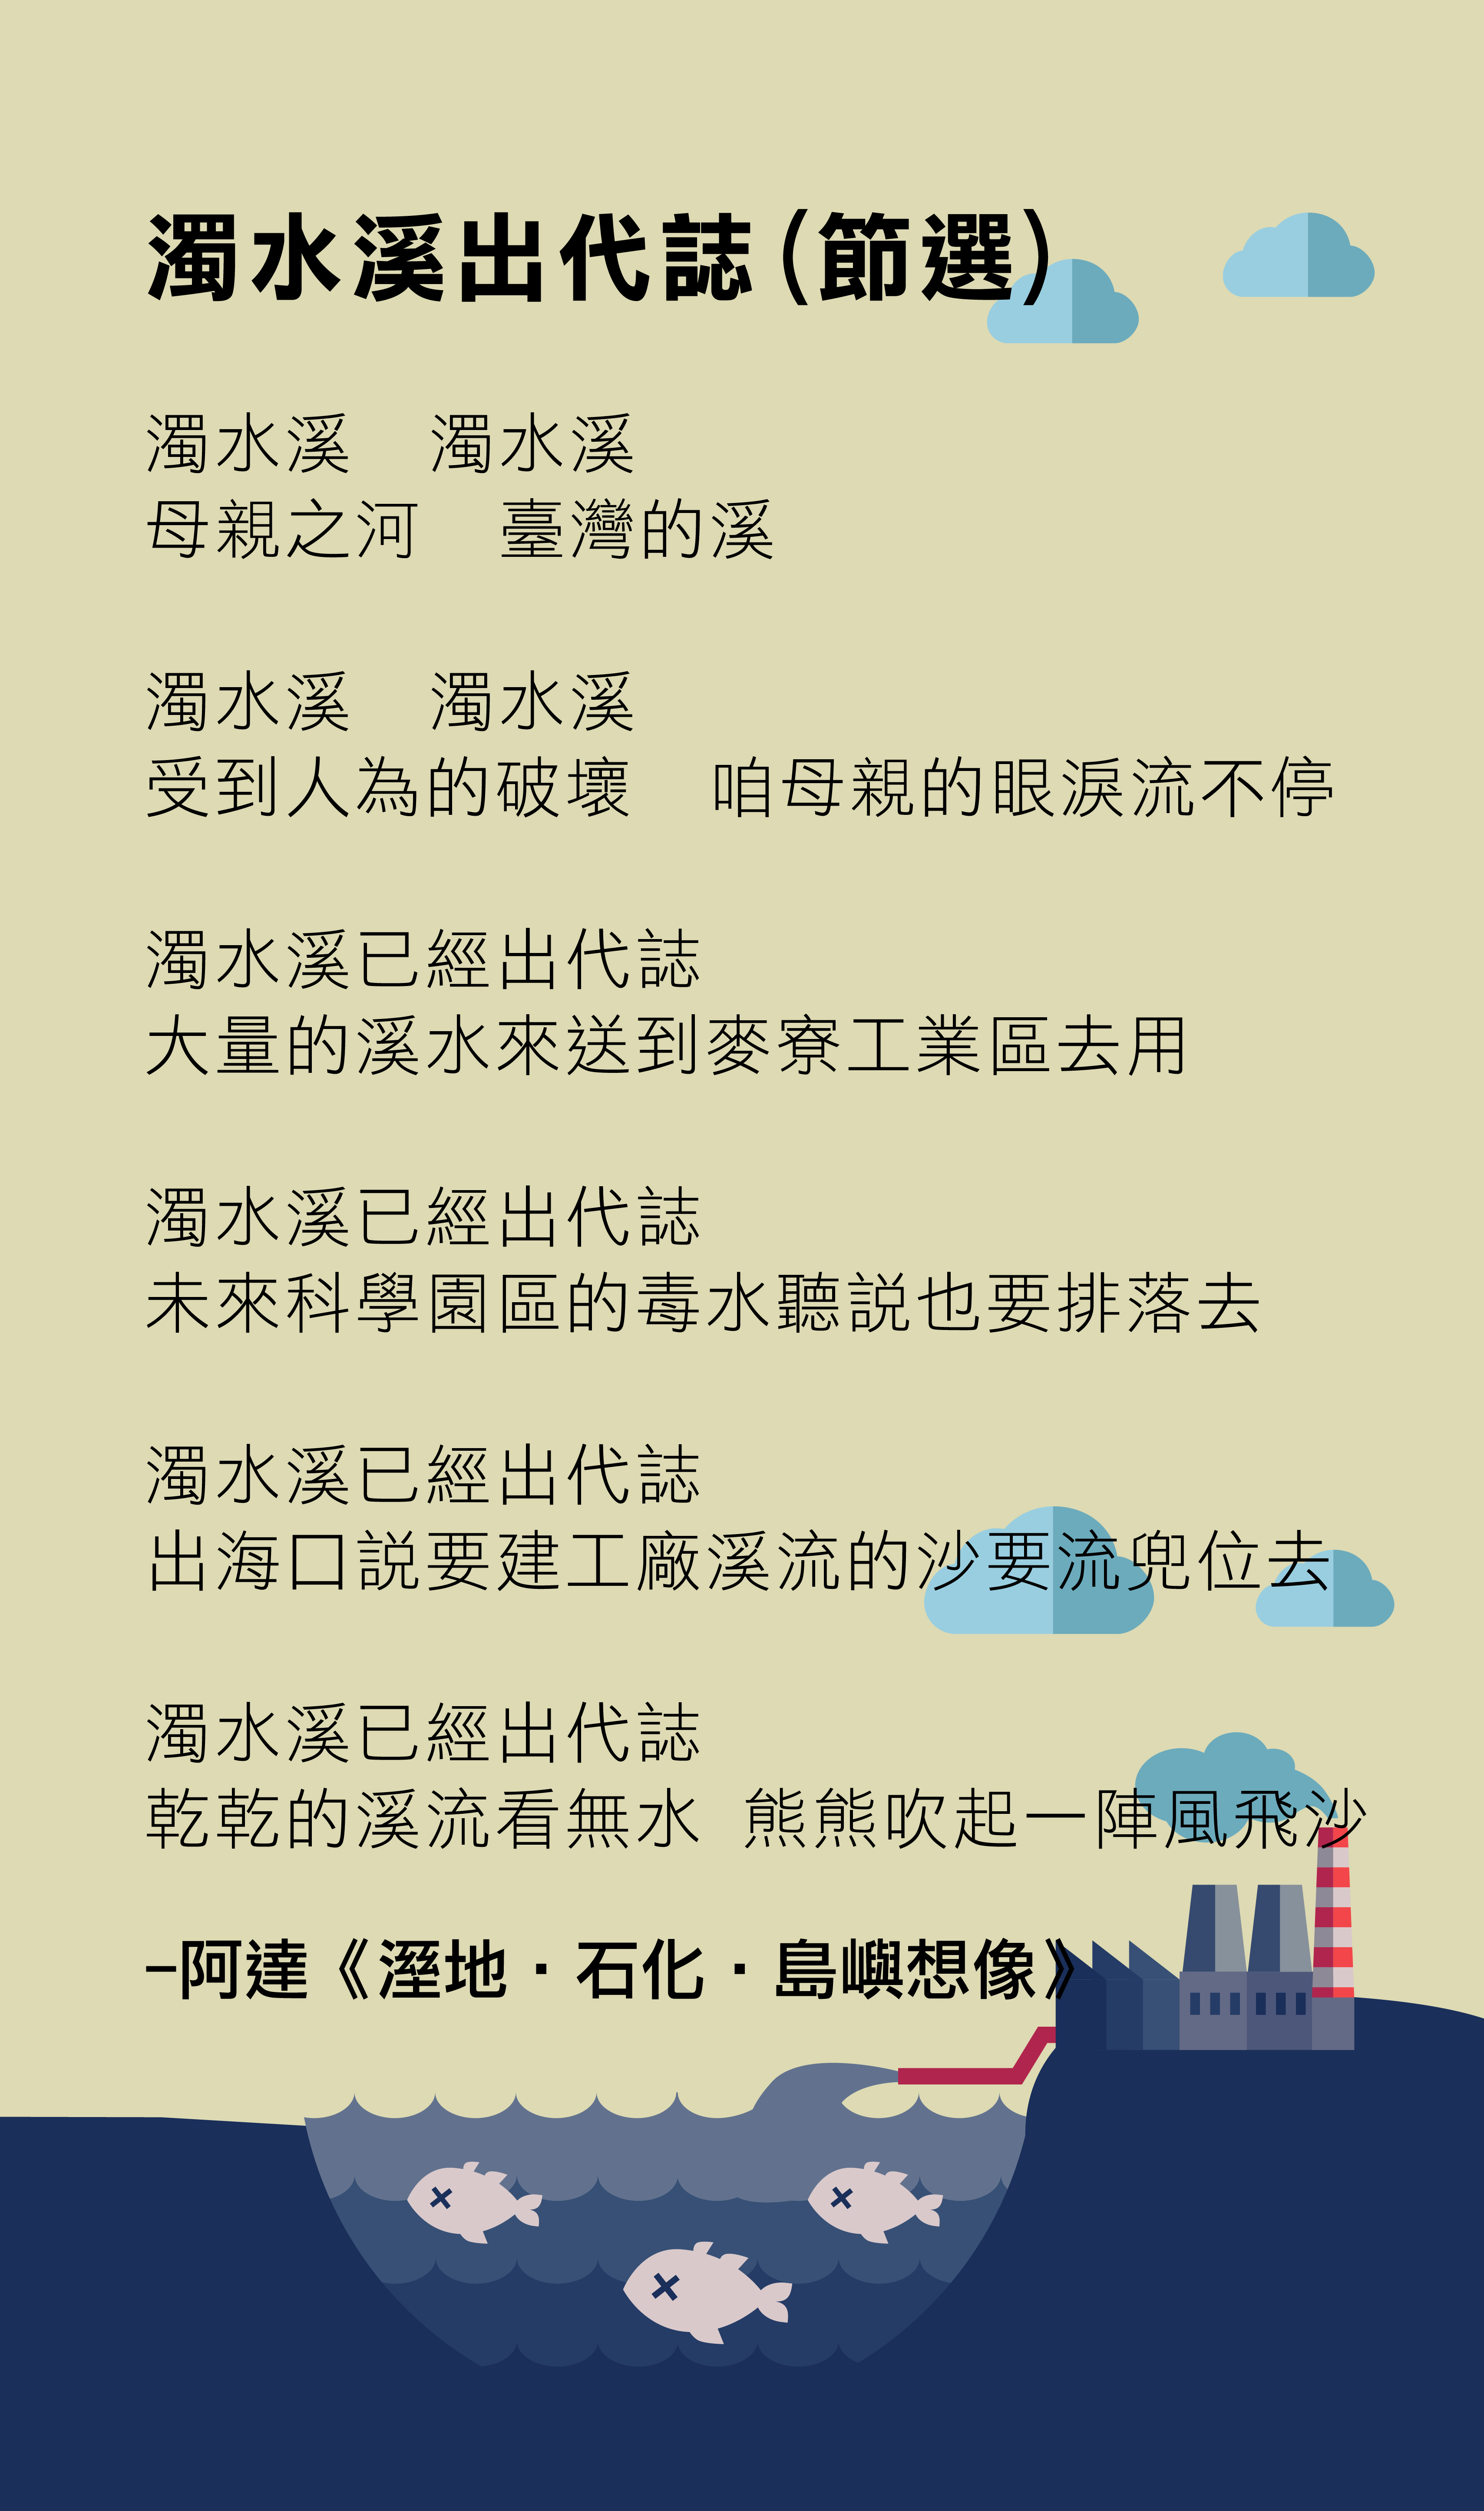 濁水溪出代誌(節選)
濁水溪　濁水溪
母親之河　臺灣的溪
濁水溪　濁水溪
受到人為的破壞　咱母親的眼淚流不停
濁水溪已經出代誌
大量的溪水來送到麥寮工業區去用
濁水溪已經出代誌
未來科學園區的毒水聽説也要排落去
濁水溪已經出代誌
出海口説要建工廠溪流的沙要流兜位去
濁水溪已經出代誌
乾乾的溪流看無水 熊熊吹起一陣風飛沙
–阿達《溼地．石化．島嶼想像》